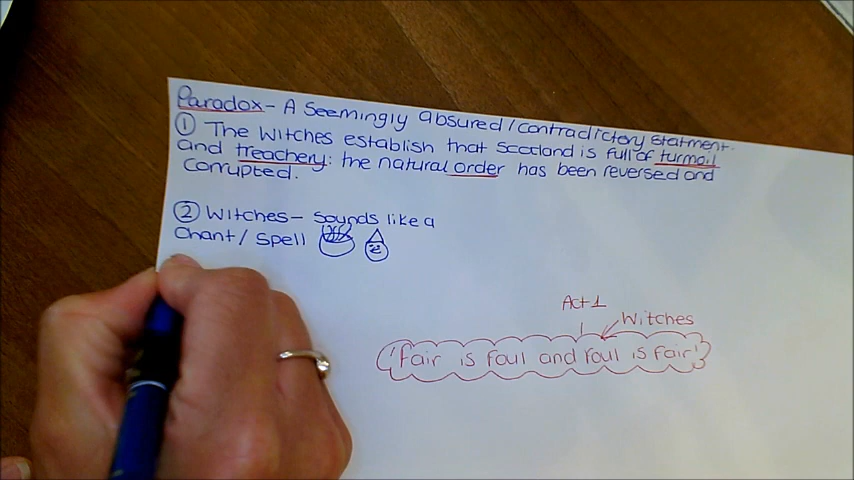 Paradox - A seemingly absured/contradictory statment.
① The witches establish that Scotland is full of turmoil
and treachery: the natural order has been reversed and
corrupted.
② Witches - sounds like a
chant/spell
Act 1
Witches
'Fair is foul and foul is fair'